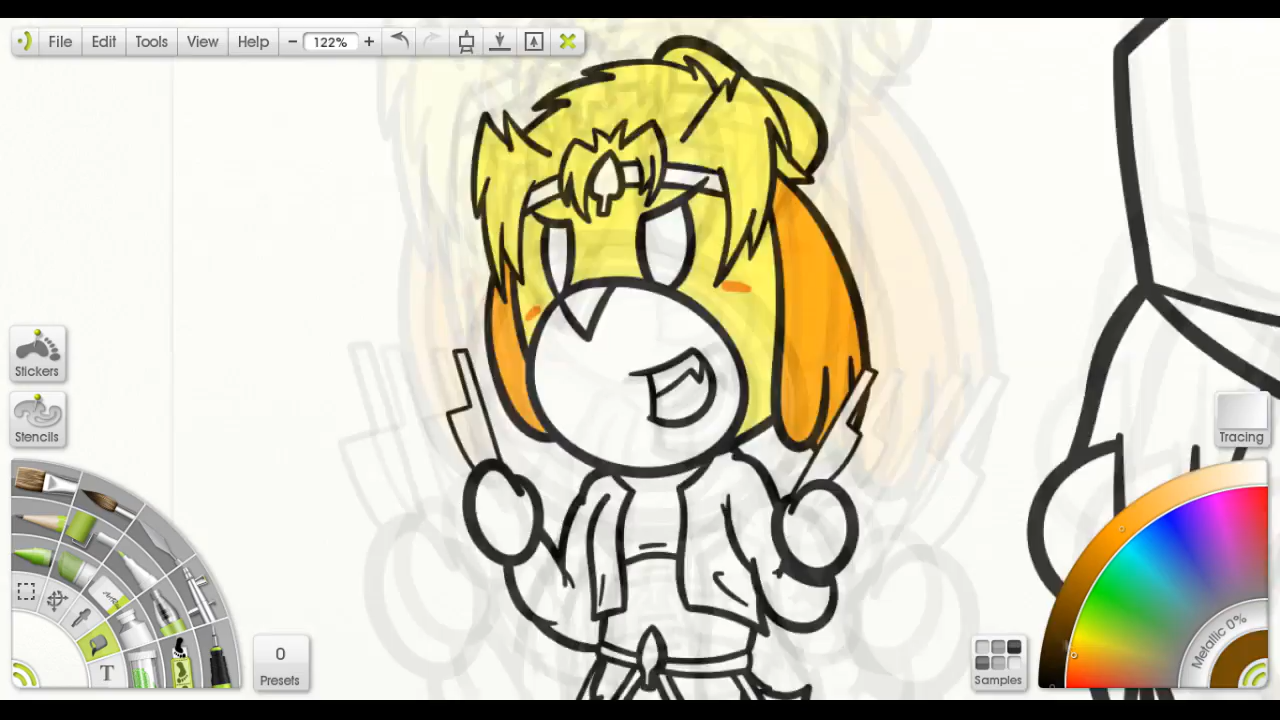 File Edit Tools View Help − 122% +
Stickers
Stencils
Tracing
T
0
Presets
Metallic 0%
Samples